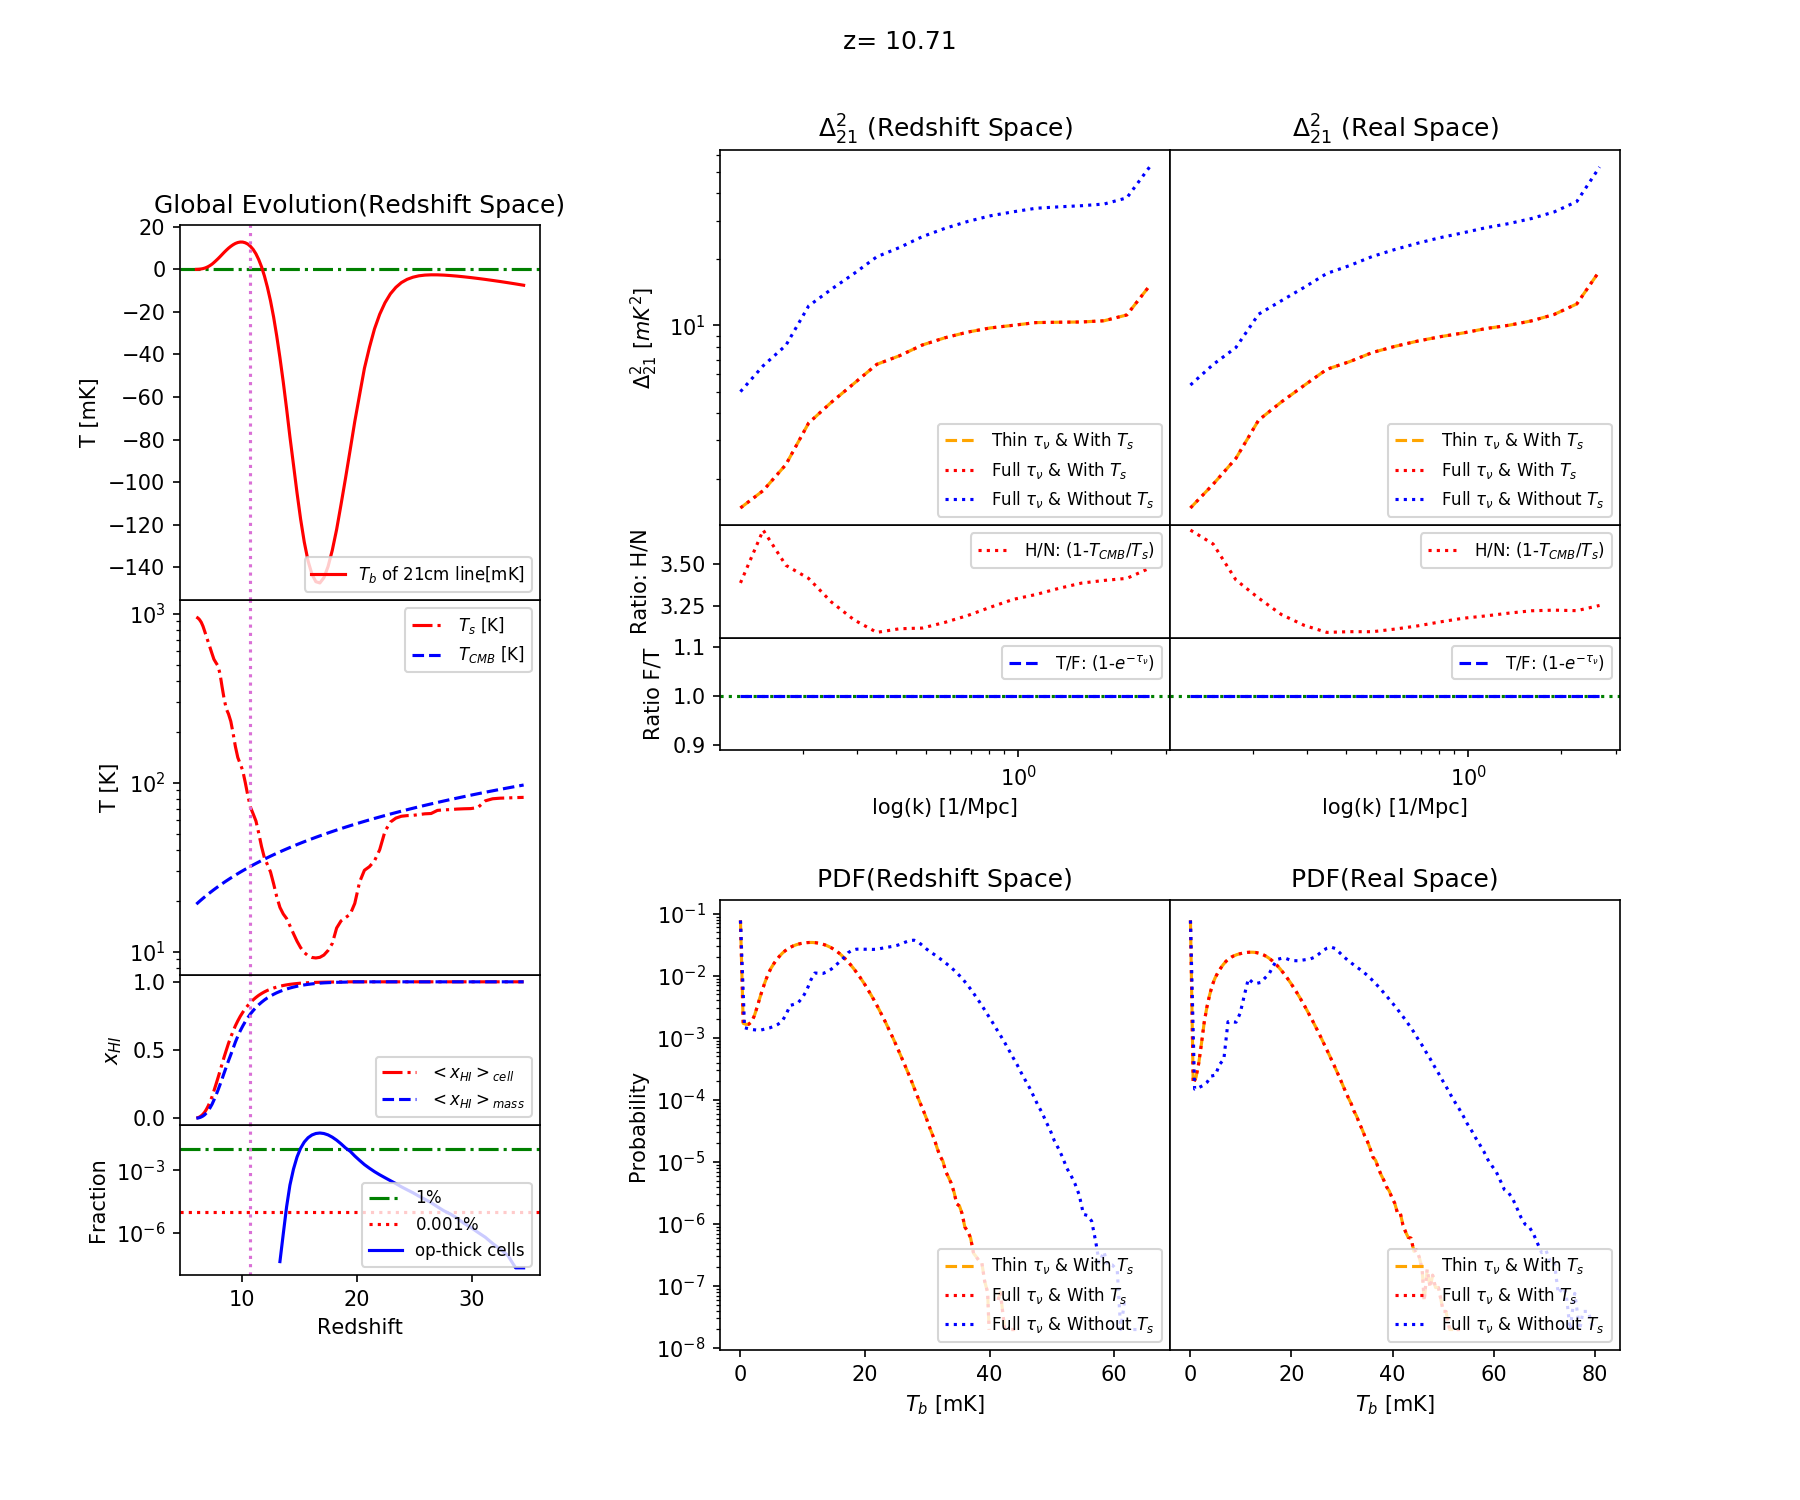 z= 10.71
Global Evolution(Redshift Space)
20
0
−20
−40
−60
−80
−100
−120
−140
T [mK]
T_b of 21cm line[mK]
10^3
10^2
10^1
T [K]
T_s [K]
T_CMB [K]
1.0
0.5
0.0
x_HI
<x_HI>_cell
<x_HI>_mass
10^−3
10^−6
Fraction
1%
0.001%
op-thick cells
10 20 30
Redshift
Δ^2_21 (Redshift Space)
Δ^2_21 (Real Space)
10^1
Δ^2_21 [mK^2]
Thin τ_ν & With T_s
Full τ_ν & With T_s
Full τ_ν & Without T_s
Thin τ_ν & With T_s
Full τ_ν & With T_s
Full τ_ν & Without T_s
3.50
3.25
Ratio: H/N
H/N: (1-T_CMB/T_s)
H/N: (1-T_CMB/T_s)
1.1
1.0
0.9
Ratio F/T
T/F: (1-e^−τ_ν)
T/F: (1-e^−τ_ν)
10^0
10^0
log(k) [1/Mpc]
log(k) [1/Mpc]
PDF(Redshift Space)
PDF(Real Space)
10^−1
10^−2
10^−3
10^−4
10^−5
10^−6
10^−7
10^−8
Probability
Thin τ_ν & With T_s
Full τ_ν & With T_s
Full τ_ν & Without T_s
Thin τ_ν & With T_s
Full τ_ν & With T_s
Full τ_ν & Without T_s
0 20 40 60
0 20 40 60 80
T_b [mK]
T_b [mK]